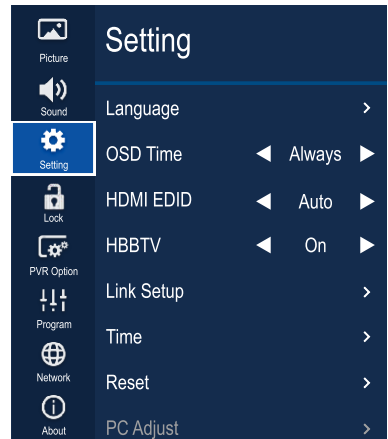 Picture
Sound
Setting
Lock
PVR Option
Program
Network
About
Setting
Language
OSD Time Always
HDMI EDID Auto
HBBTV On
Link Setup
Time
Reset
PC Adjust